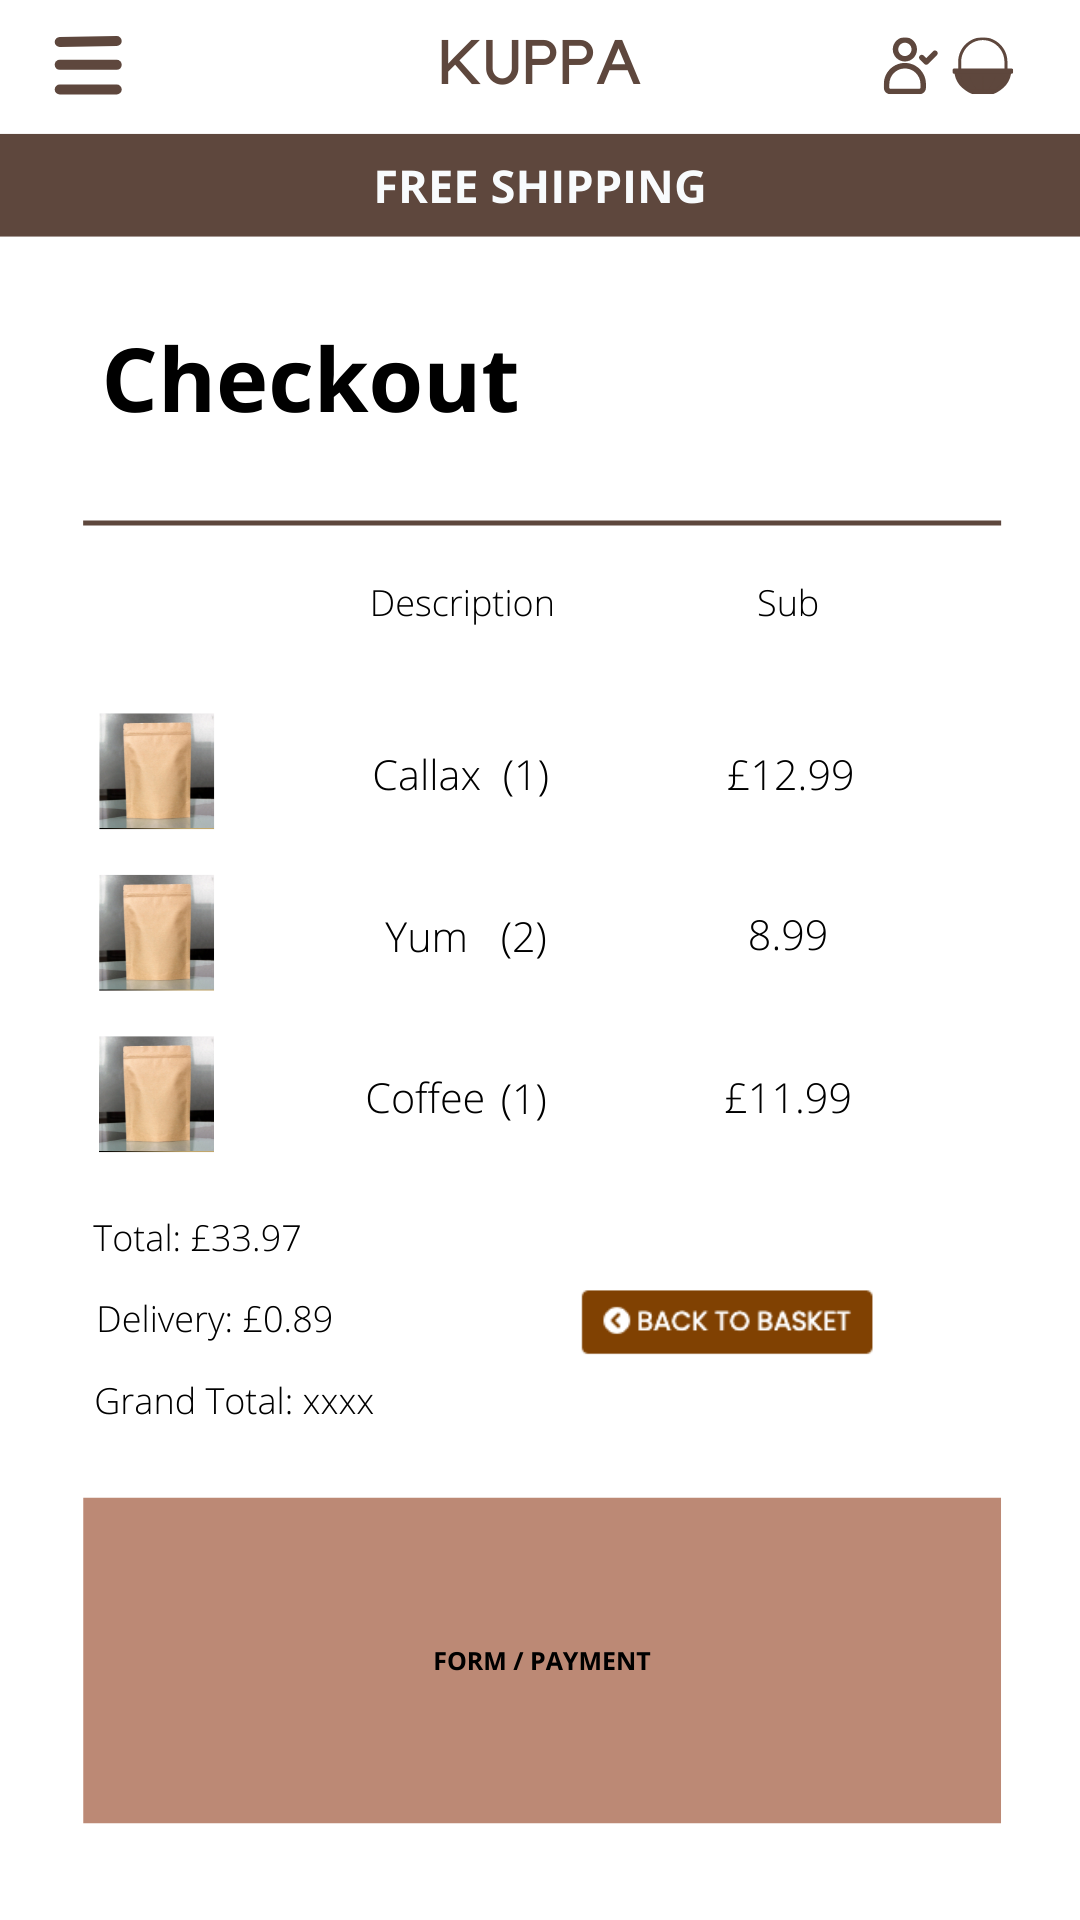 KUPPA
FREE SHIPPING
Checkout
Description Sub
Callax (1) £12.99
Yum (2) 8.99
Coffee (1) £11.99
Total: £33.97
Delivery: £0.89
BACK TO BASKET
Grand Total: xxxx
FORM / PAYMENT